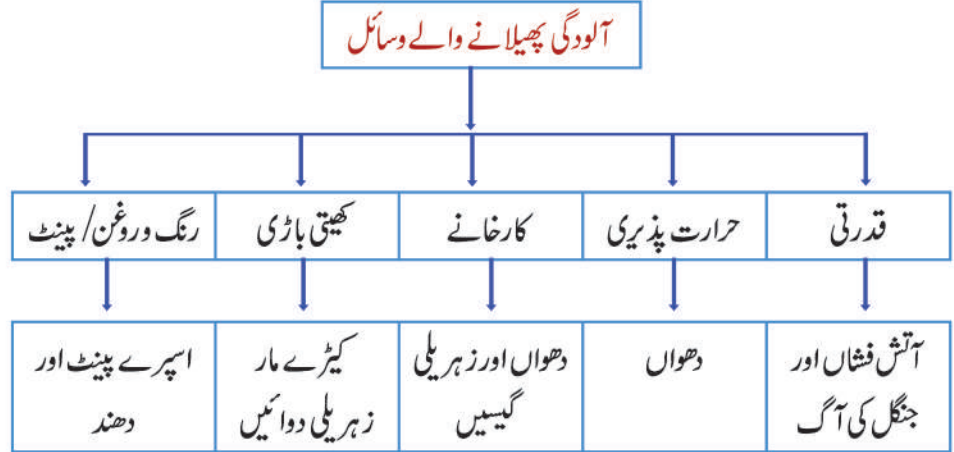 آلودگی پھیلانے والے وسائل
قدرتی
حرارت پذیری
کارخانے
کھیتی باڑی
رنگ و روغن/ پینٹ
آتش فشاں اور
جنگل کی آگ
دھواں
دھواں اور زہریلی
گیسیں
کیڑے مار
زہریلی دوائیں
اسپرے پینٹ اور
دھند